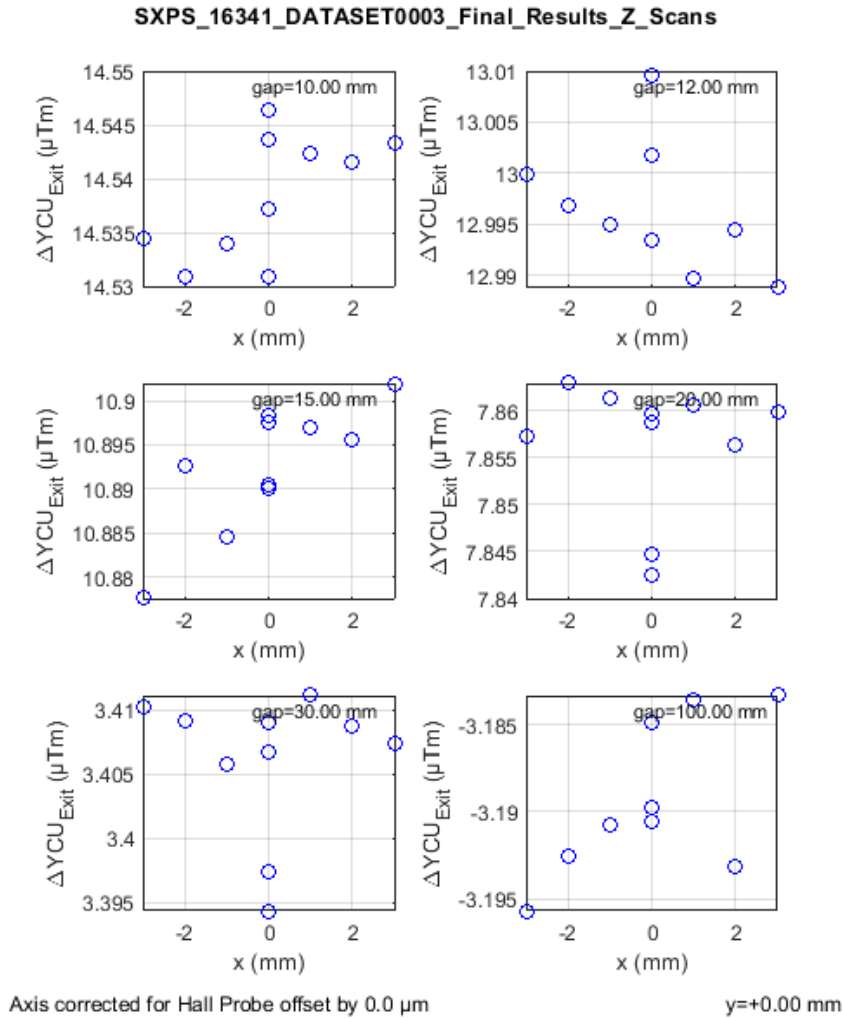 SXPS_16341_DATASET0003_Final_Results_Z_Scans
14.55
14.545
14.54
14.535
14.53
ΔYCU_Exit (μTm)
gap=10.00 mm
-2 0 2
x (mm)
13.01
13.005
13
12.995
12.99
ΔYCU_Exit (μTm)
gap=12.00 mm
-2 0 2
x (mm)
10.9
10.895
10.89
10.885
10.88
ΔYCU_Exit (μTm)
gap=15.00 mm
-2 0 2
x (mm)
7.86
7.855
7.85
7.845
7.84
ΔYCU_Exit (μTm)
gap=20.00 mm
-2 0 2
x (mm)
3.41
3.405
3.4
3.395
ΔYCU_Exit (μTm)
gap=30.00 mm
-2 0 2
x (mm)
-3.185
-3.19
-3.195
ΔYCU_Exit (μTm)
gap=100.00 mm
-2 0 2
x (mm)
Axis corrected for Hall Probe offset by 0.0 μm
y=+0.00 mm